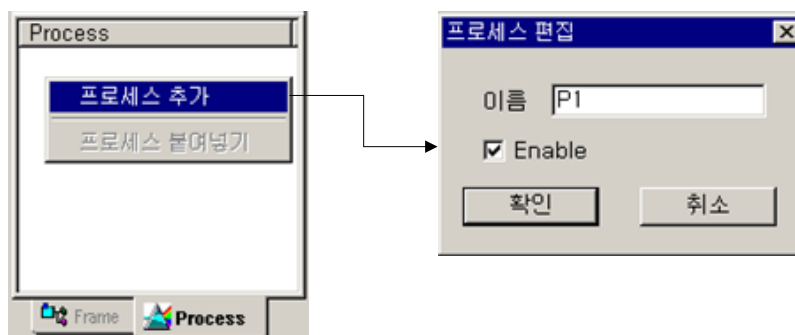 Process
프로세스 추가
프로세스 붙여넣기
Frame
Process
프로세스 편집
이름 P1
Enable
확인 취소